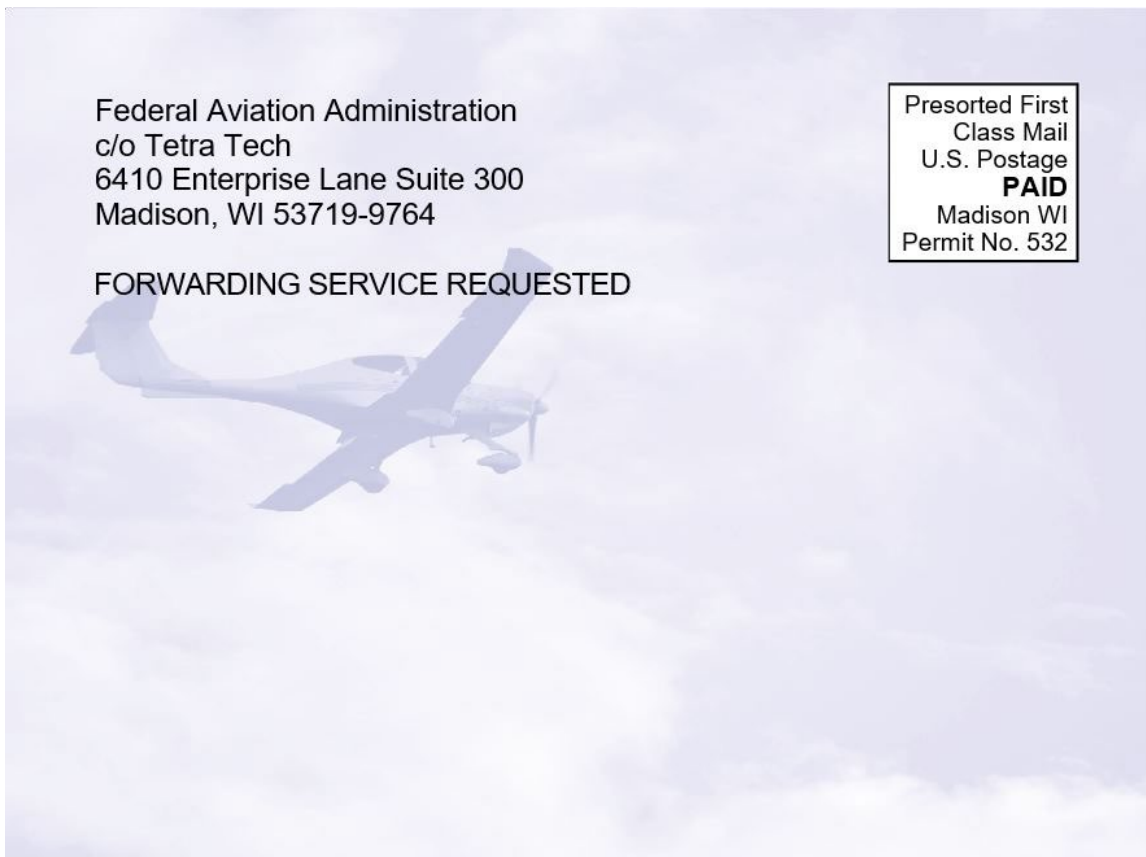 Federal Aviation Administration
c/o Tetra Tech
6410 Enterprise Lane Suite 300
Madison, WI 53719-9764
FORWARDING SERVICE REQUESTED
Presorted First
Class Mail
U.S. Postage
PAID
Madison WI
Permit No. 532